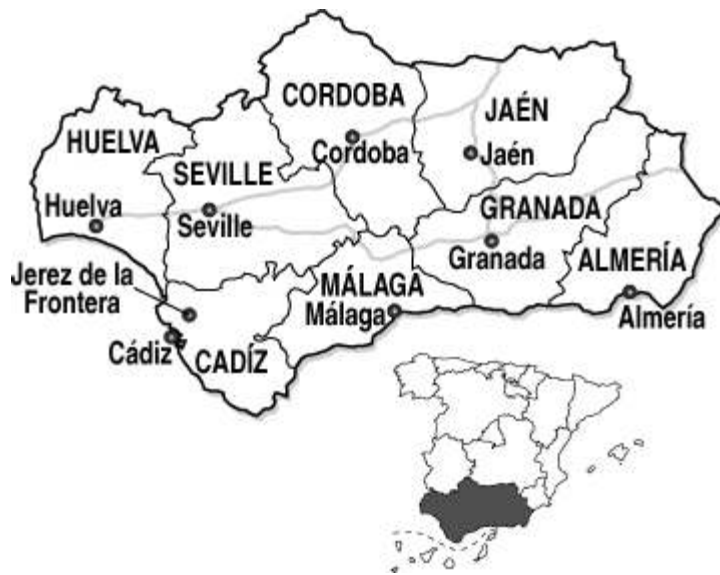 CORDOBA
JAÉN
HUELVA
Cordoba
Jaén
SEVILLE
Huelva
Seville
GRANADA
Granada
ALMERÍA
Jerez de la
Frontera
MÁLAGA
Málaga
Almería
Cádiz
CADÍZ